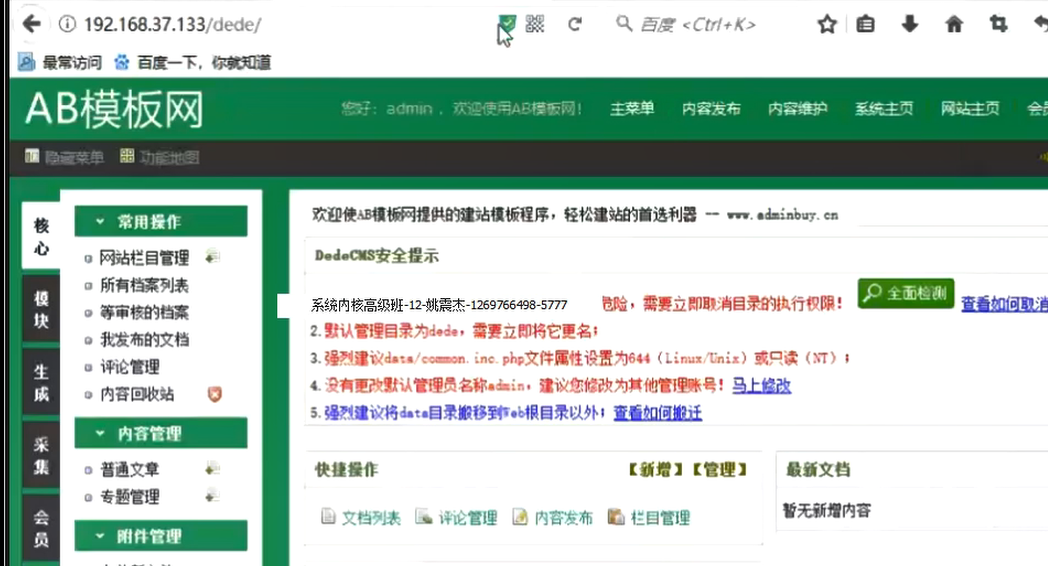 192.168.37.133/dede/
百度 <Ctrl+K>
最常访问 百度一下，你就知道
AB模板网
您好：admin ，欢迎使用AB模板网！ 主菜单 内容发布 内容维护 系统主页 网站主页 会员
隐藏菜单 功能地图
核心
模块
生成
采集
会员
常用操作
网站栏目管理
所有档案列表
等审核的档案
我发布的文档
评论管理
内容回收站
内容管理
普通文章
专题管理
附件管理
欢迎使AB模板网提供的建站模板程序，轻松建站的首选利器 -- www.adminbuy.cn
DedeCMS安全提示
全面检测
系统内核高级班-12-姚震杰-1269766498-5777 危险，需要立即取消目录的执行权限！ 查看如何取消
2.默认管理目录为dede，需要立即将它更名；
3.强烈建议data/common.inc.php文件属性设置为644（Linux/Unix）或只读（NT）；
4.没有更改默认管理员名称admin，建议您修改为其他管理账号！ 马上修改
5.强烈建议将data目录搬移到Web根目录以外； 查看如何搬迁
快捷操作 【新增】【管理】
文档列表 评论管理 内容发布 栏目管理
最新文档
暂无新增内容